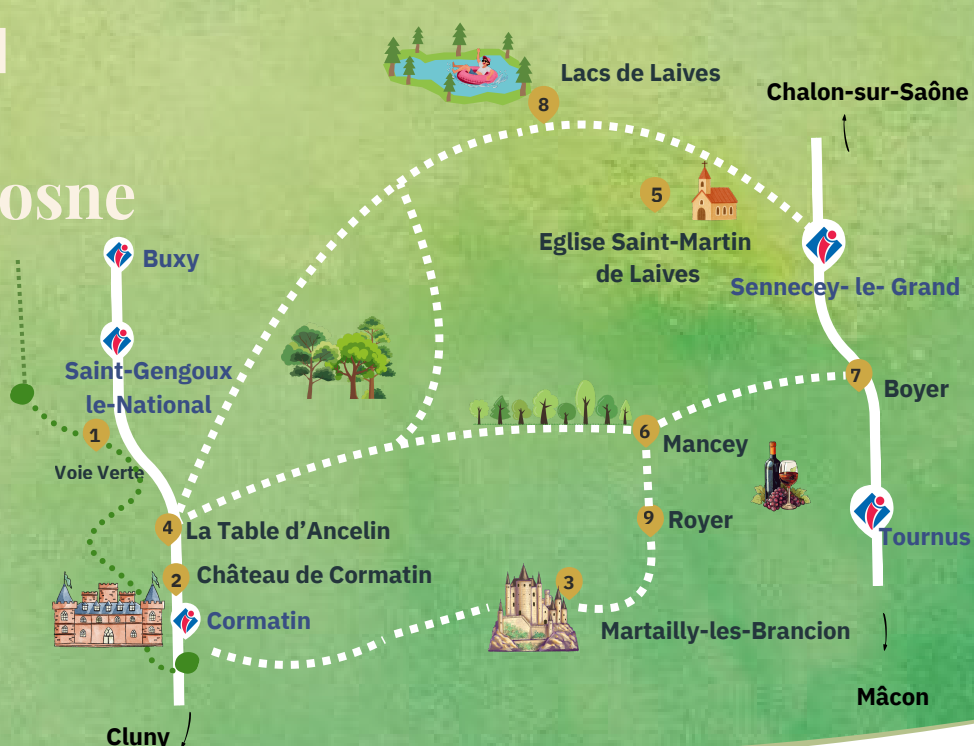 Lacs de Laives
Chalon-sur-Saône
8
5
osne
Eglise Saint-Martin
de Laives
Buxy
Sennecey- le- Grand
Saint-Gengoux
le-National
7
Boyer
1
6
Mancey
Voie Verte
9
Royer
4
La Table d’Ancelin
Tournus
2
Château de Cormatin
3
Cormatin
Martailly-les-Brancion
Mâcon
Cluny